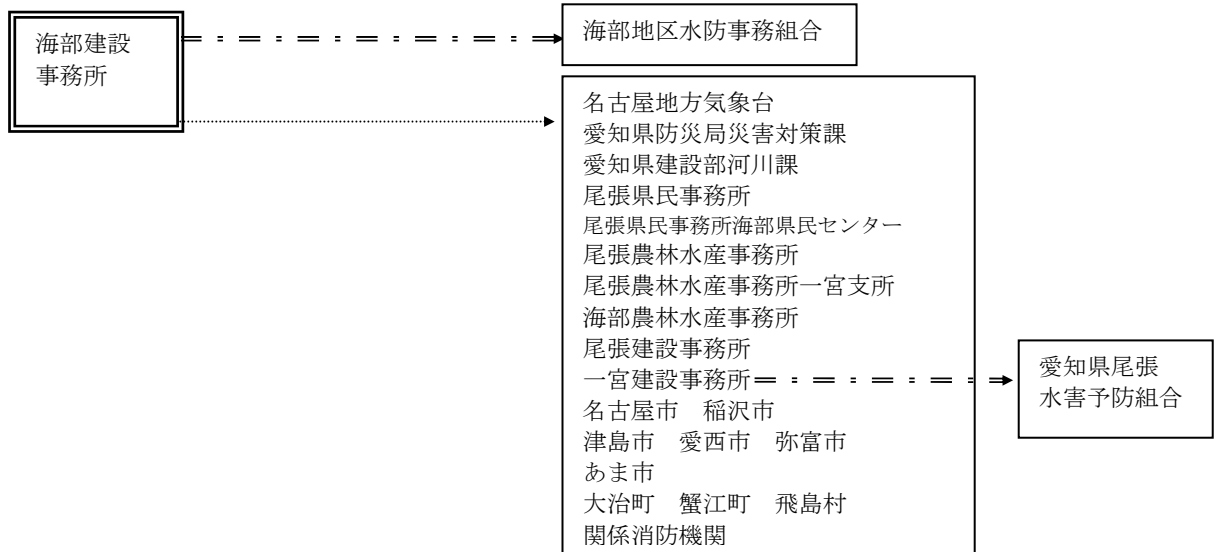 海部建設
事務所
海部地区水防事務組合
名古屋地方気象台
愛知県防災局災害対策課
愛知県建設部河川課
尾張県民事務所
尾張県民事務所海部県民センター
尾張農林水産事務所
尾張農林水産事務所一宮支所
海部農林水産事務所
尾張建設事務所
一宮建設事務所
名古屋市　稲沢市
津島市　愛西市　弥富市
あま市
大治町　蟹江町　飛島村
関係消防機関
愛知県尾張
水害予防組合